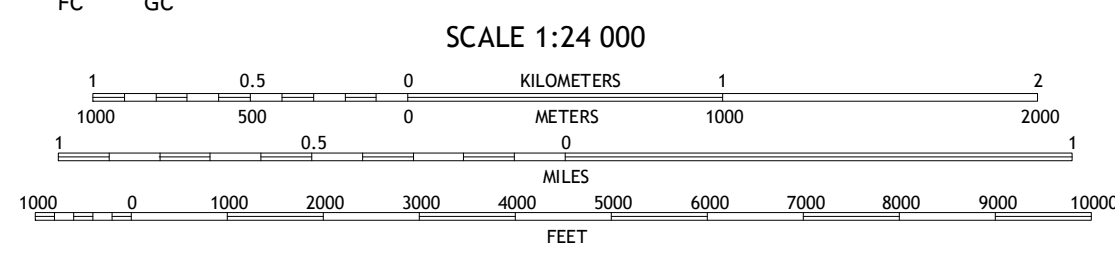 FC GC
SCALE 1:24 000
1 0.5 0 KILOMETERS 1 2
1000 500 0 METERS 1000 2000
1 0.5 0 1
MILES
1000 0 1000 2000 3000 4000 5000 6000 7000 8000 9000 10000
FEET